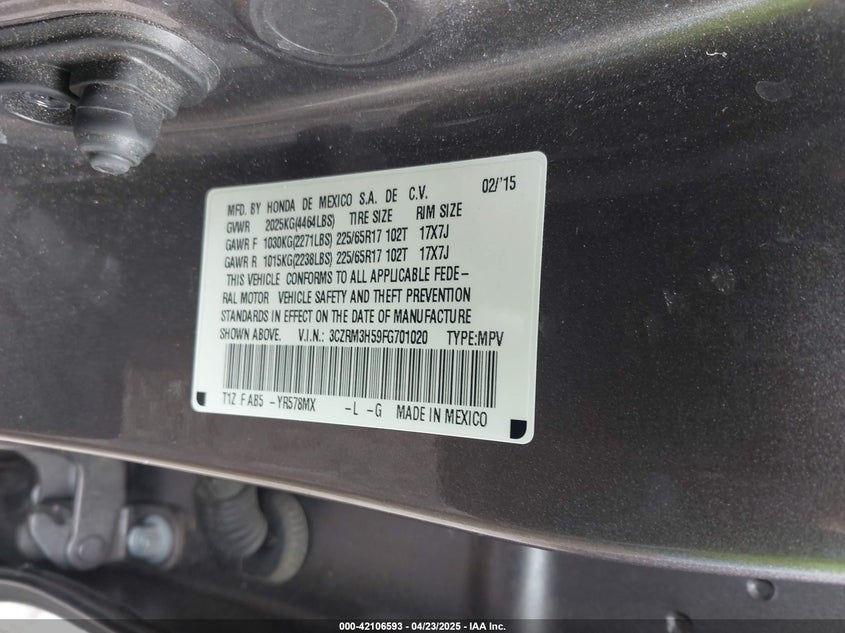 02/'15
MFD. BY HONDA DE MEXICO S.A. DE C.V.
GVWR 2025KG(4464LBS) TIRE SIZE RIM SIZE
GAWR F 1030KG(2271LBS) 225/65R17 102T 17X7J
GAWR R 1015KG(2238LBS) 225/65R17 102T 17X7J
THIS VEHICLE CONFORMS TO ALL APPLICABLE FEDE-
RAL MOTOR VEHICLE SAFETY AND THEFT PREVENTION
STANDARDS IN EFFECT ON THE DATE OF MANUFACTURE
SHOWN ABOVE. V.I.N.: 3CZRM3H59FG701020 TYPE:MPV
T1Z F AB5 -YR578MX -L -G MADE IN MEXICO
000-42106593 / 04/23/2025 - IAA Inc.